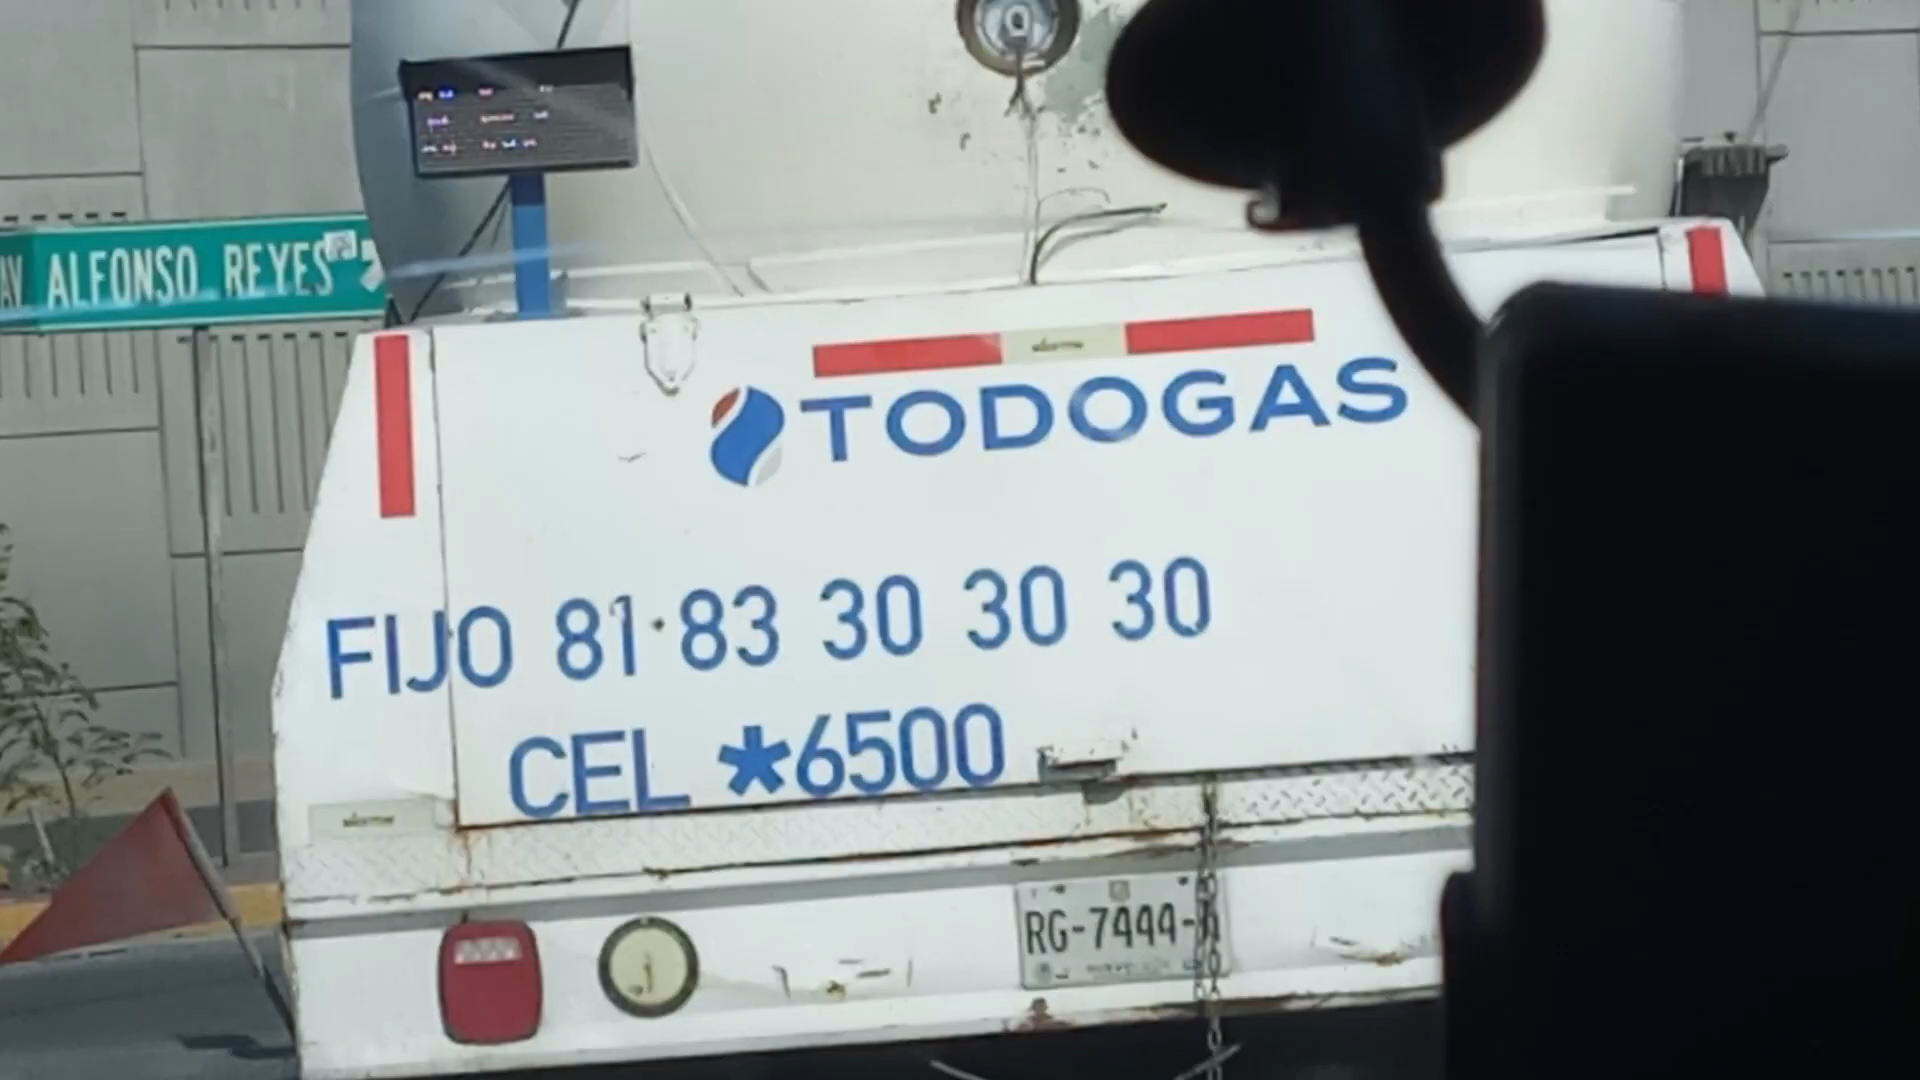 AV ALFONSO REYES
TODOGAS
FIJO 81 83 30 30 30
CEL *6500
RG-7444-